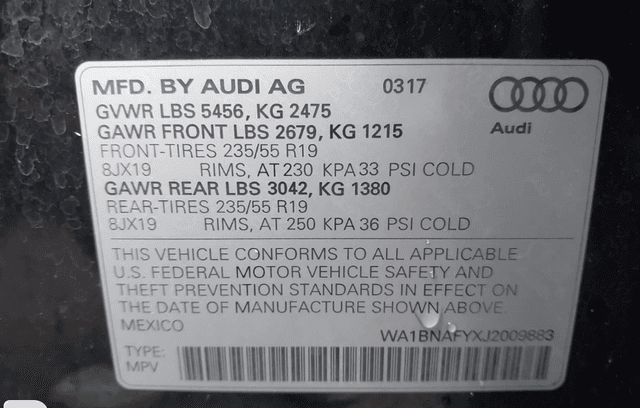 MFD. BY AUDI AG 0317
GVWR LBS 5456, KG 2475
Audi
GAWR FRONT LBS 2679, KG 1215
FRONT-TIRES 235/55 R19
8JX19 RIMS, AT 230 KPA 33 PSI COLD
GAWR REAR LBS 3042, KG 1380
REAR-TIRES 235/55 R19
8JX19 RIMS, AT 250 KPA 36 PSI COLD
THIS VEHICLE CONFORMS TO ALL APPLICABLE
U.S. FEDERAL MOTOR VEHICLE SAFETY AND
THEFT PREVENTION STANDARDS IN EFFECT ON
THE DATE OF MANUFACTURE SHOWN ABOVE.
MEXICO
WA1BNAFYXJ2009883
TYPE:
MPV